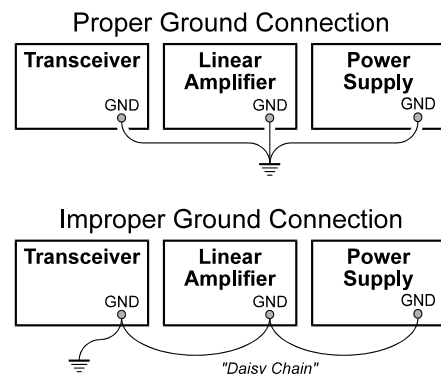 Proper Ground Connection
Transceiver
Linear
Amplifier
Power
Supply
GND
GND
GND
Improper Ground Connection
Transceiver
Linear
Amplifier
Power
Supply
GND
GND
GND
"Daisy Chain"